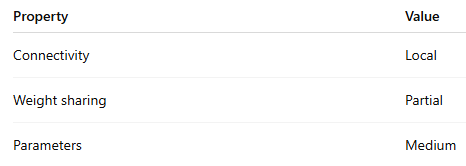 Property Value
Connectivity Local
Weight sharing Partial
Parameters Medium